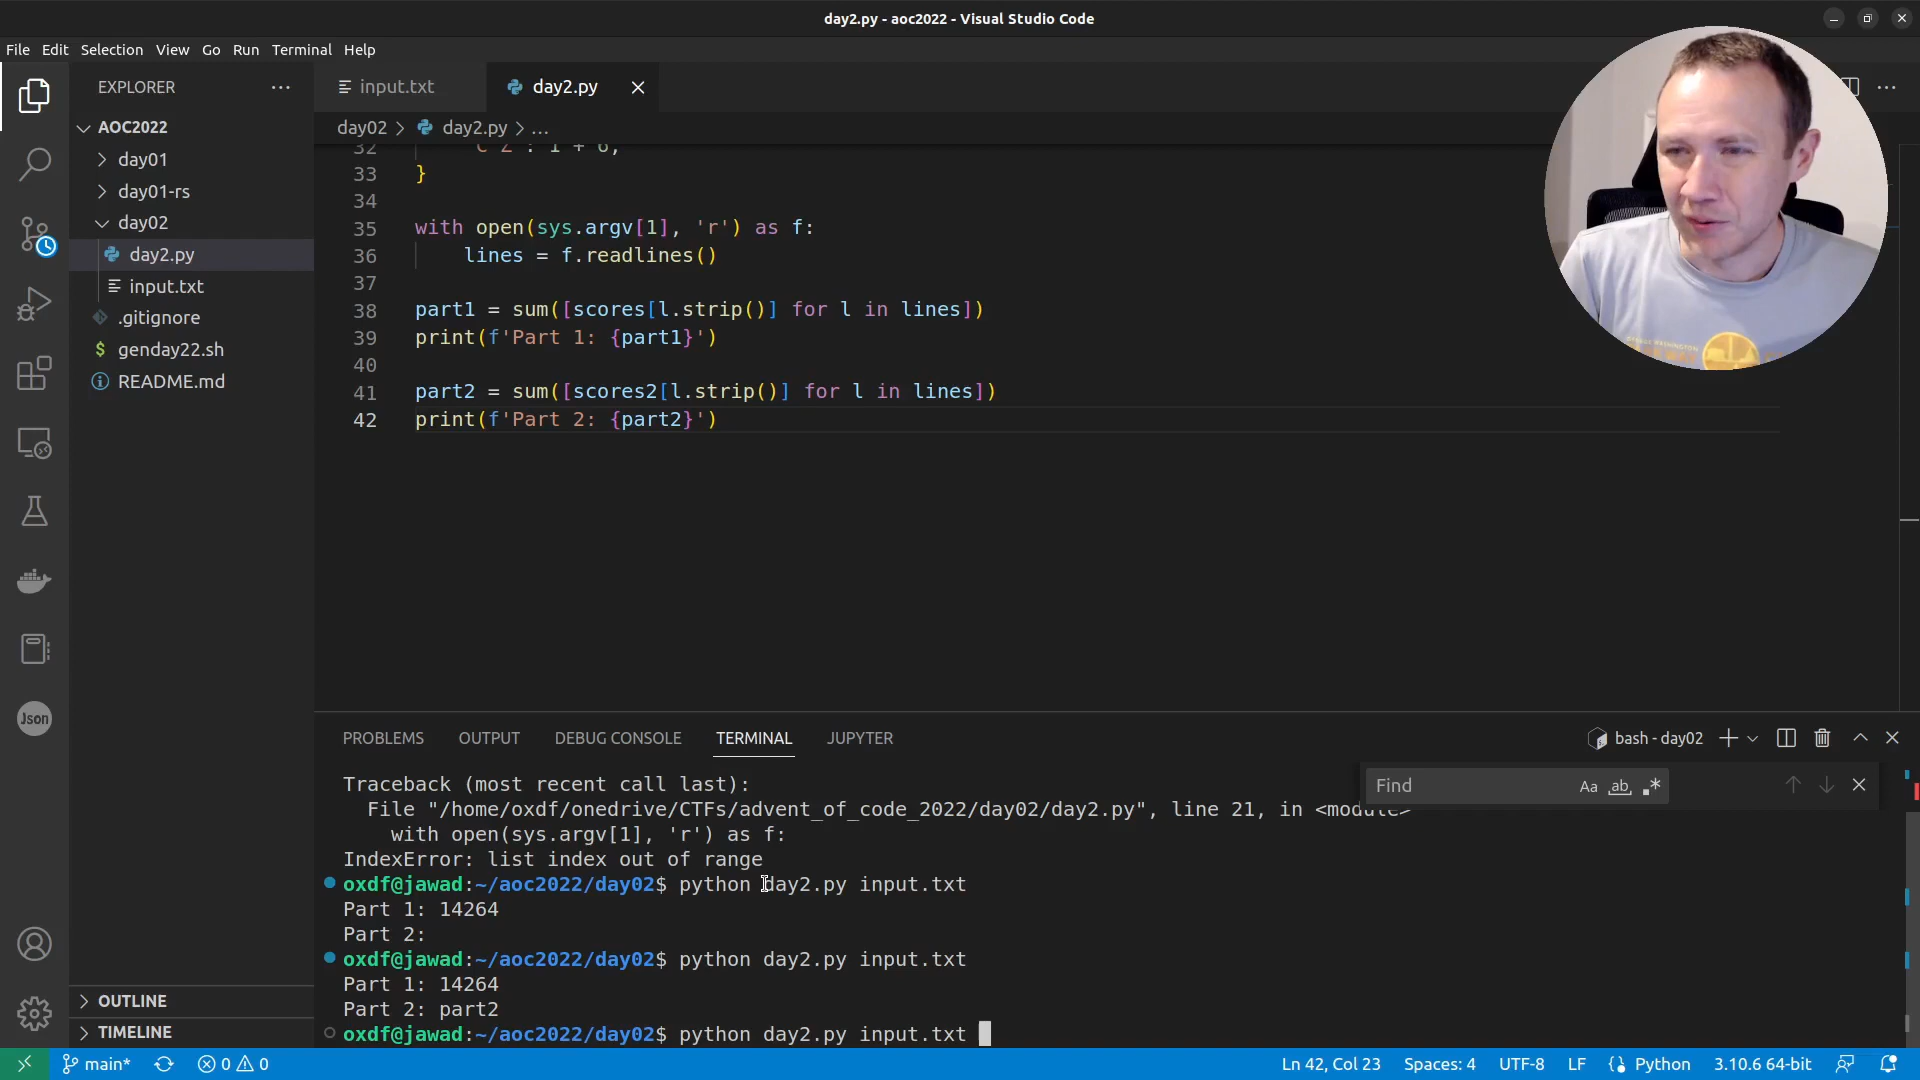 day2.py - aoc2022 - Visual Studio Code
File Edit Selection View Go Run Terminal Help
EXPLORER
input.txt
day2.py
AOC2022
day02 > day2.py > ...
day01
day01-rs
day02
day2.py
input.txt
.gitignore
genday22.sh
README.md
32 'C Z': 1 + 6,
33 }
34
35 with open(sys.argv[1], 'r') as f:
36 lines = f.readlines()
37
38 part1 = sum([scores[l.strip()] for l in lines])
39 print(f'Part 1: {part1}')
40
41 part2 = sum([scores2[l.strip()] for l in lines])
42 print(f'Part 2: {part2}')
Json
PROBLEMS OUTPUT DEBUG CONSOLE TERMINAL JUPYTER
bash - day02
Find
Aa ab
Traceback (most recent call last):
File "/home/oxdf/onedrive/CTFs/advent_of_code_2022/day02/day2.py", line 21, in <module>
with open(sys.argv[1], 'r') as f:
IndexError: list index out of range
oxdf@jawad:~/aoc2022/day02$ python day2.py input.txt
Part 1: 14264
Part 2:
oxdf@jawad:~/aoc2022/day02$ python day2.py input.txt
Part 1: 14264
Part 2: part2
oxdf@jawad:~/aoc2022/day02$ python day2.py input.txt
OUTLINE
TIMELINE
main* 0 0 Ln 42, Col 23 Spaces: 4 UTF-8 LF Python 3.10.6 64-bit